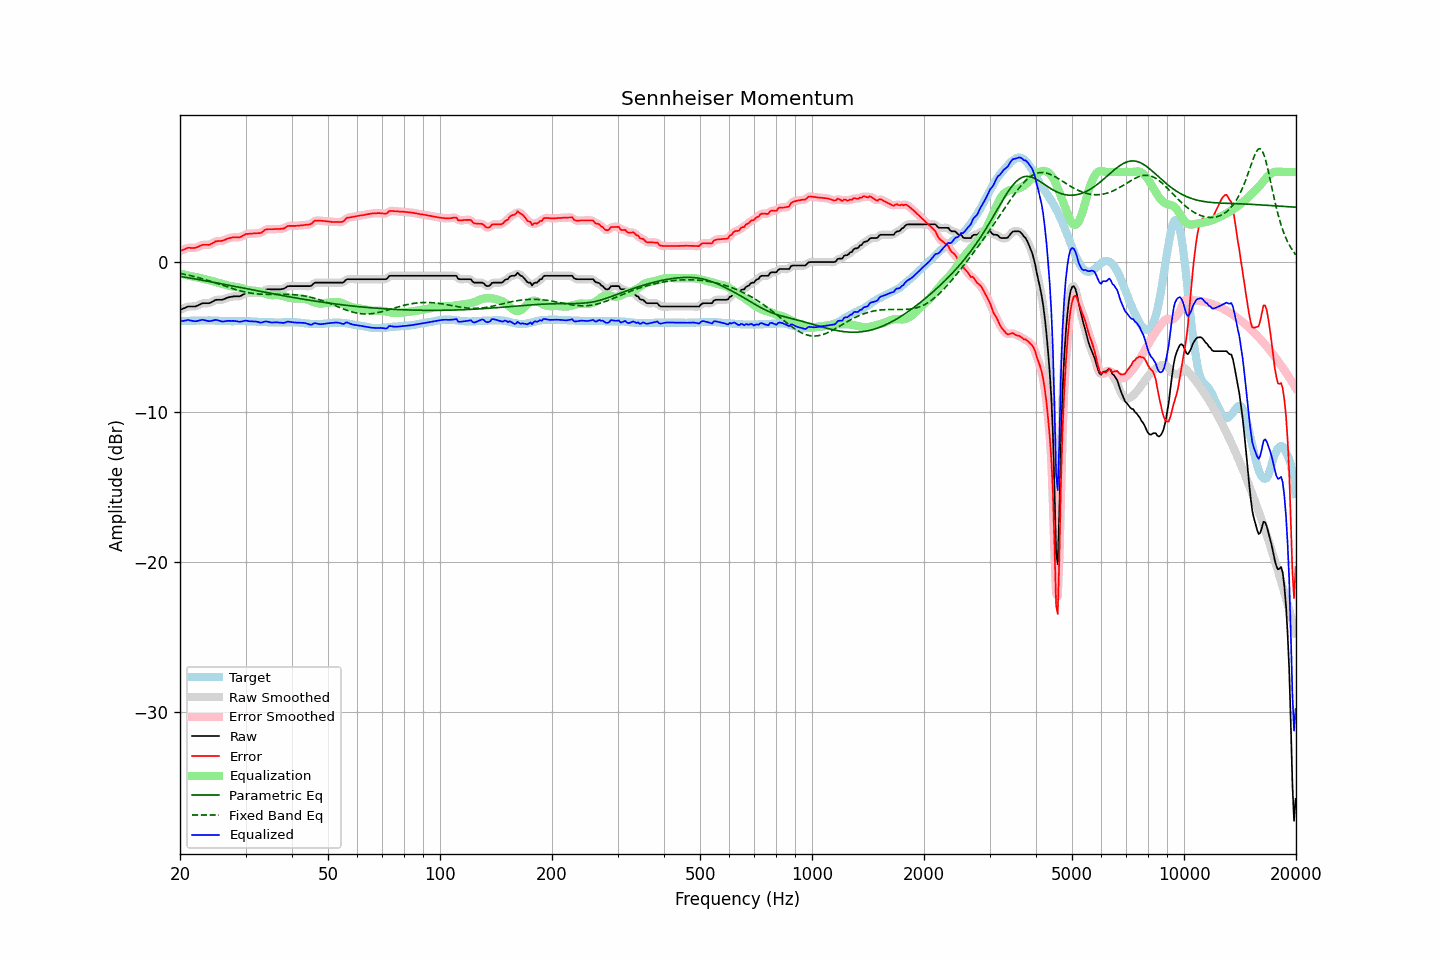 Sennheiser Momentum
Amplitude (dBr)
0
−10
−20
−30
Target
Raw Smoothed
Error Smoothed
Raw
Error
Equalization
Parametric Eq
Fixed Band Eq
Equalized
20 50 100 200 500 1000 2000 5000 10000 20000
Frequency (Hz)